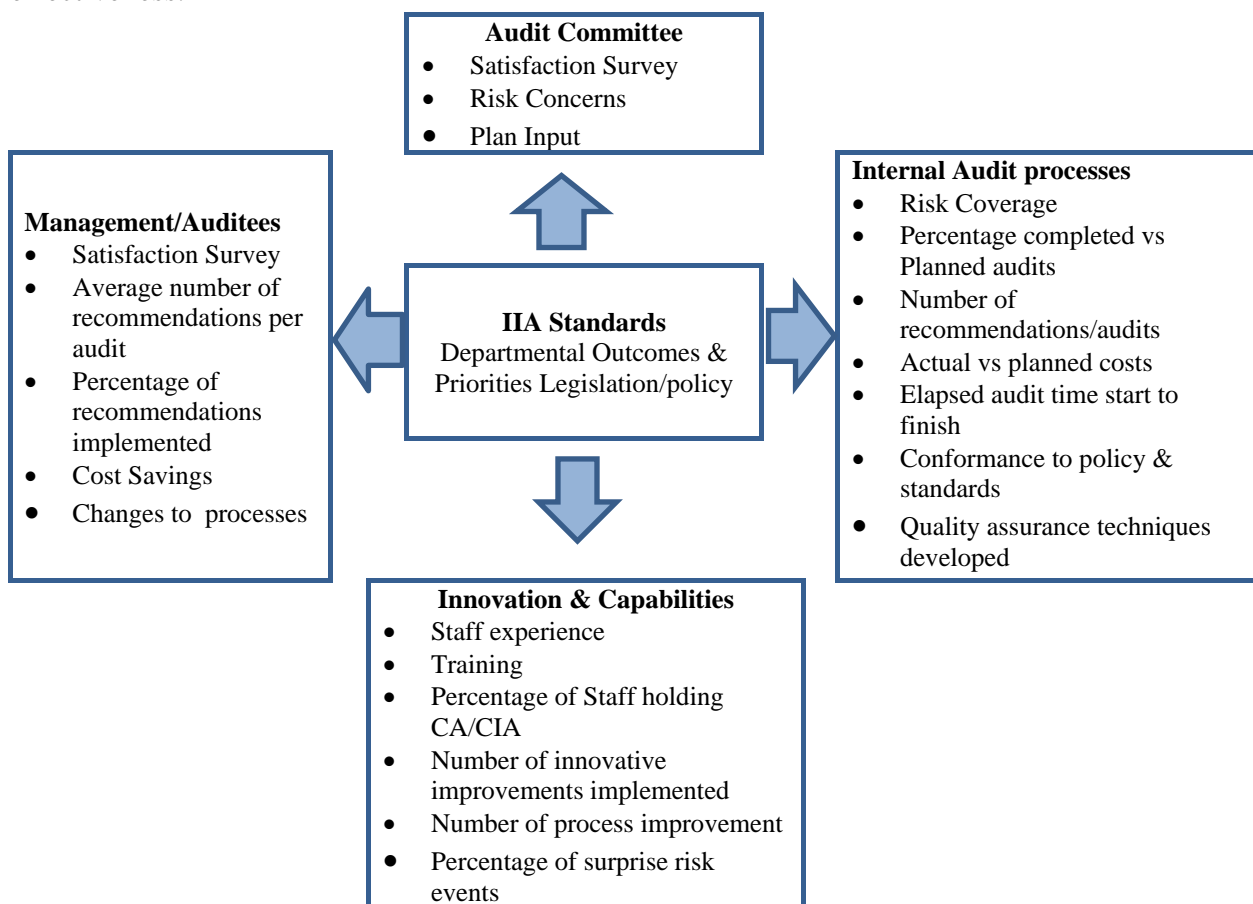 Audit Committee
• Satisfaction Survey
• Risk Concerns
• Plan Input
Management/Auditees
• Satisfaction Survey
• Average number of
recommendations per
audit
• Percentage of
recommendations
implemented
• Cost Savings
• Changes to processes
IIA Standards
Departmental Outcomes &
Priorities Legislation/policy
Internal Audit processes
• Risk Coverage
• Percentage completed vs
Planned audits
• Number of
recommendations/audits
• Actual vs planned costs
• Elapsed audit time start to
finish
• Conformance to policy &
standards
• Quality assurance techniques
developed
Innovation & Capabilities
• Staff experience
• Training
• Percentage of Staff holding
CA/CIA
• Number of innovative
improvements implemented
• Number of process improvement
• Percentage of surprise risk
events